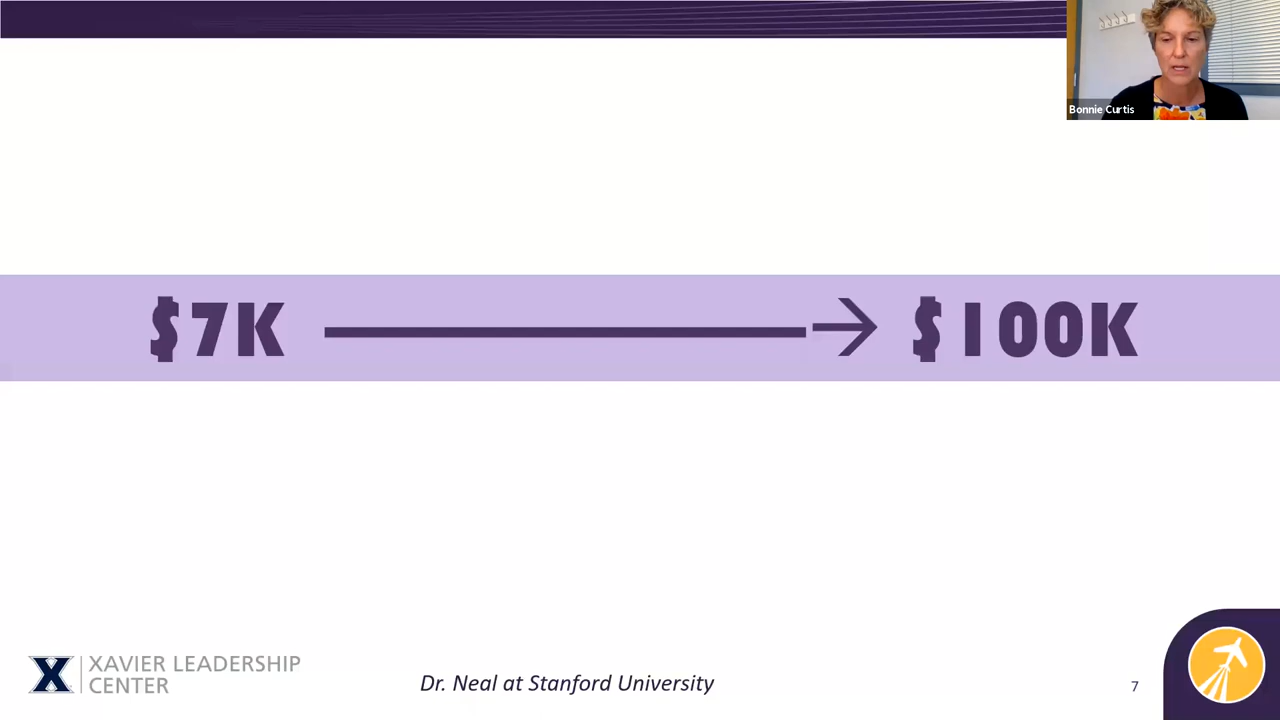 Bonnie Curtis
$7K → $100K
X XAVIER LEADERSHIP
CENTER
Dr. Neal at Stanford University
7